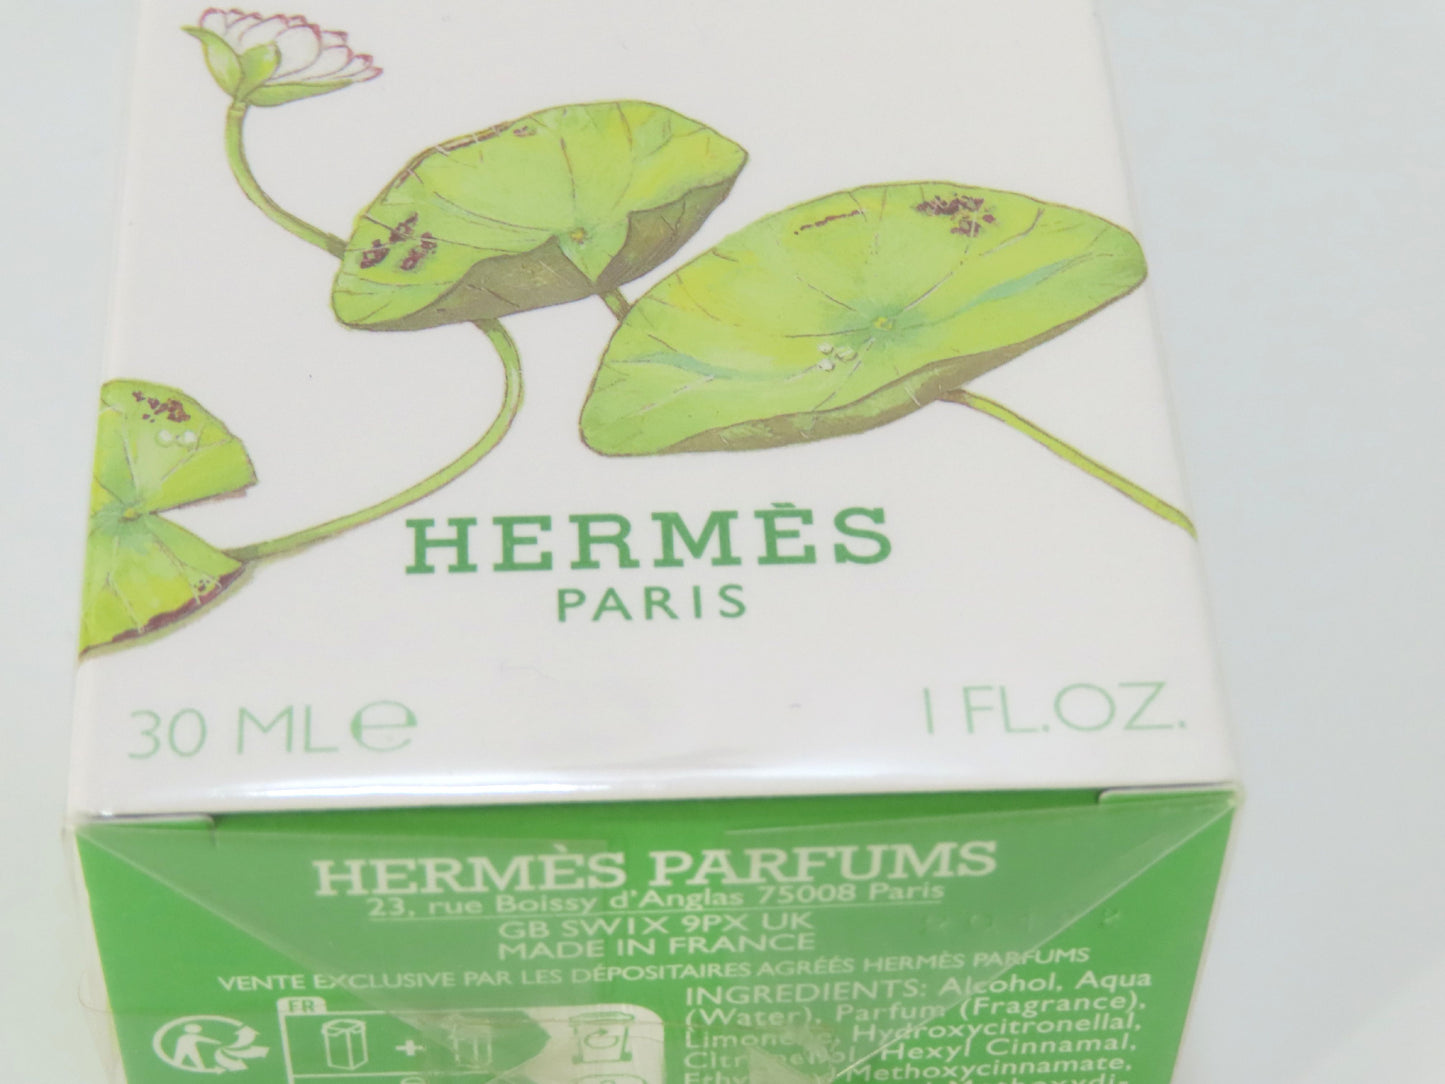 HERMÈS
PARIS
30 ML ℮
1 FL.OZ.
HERMÈS PARFUMS
23, rue Boissy d'Anglas 75008 Paris
GB SW1X 9PX UK
MADE IN FRANCE
VENTE EXCLUSIVE PAR LES DÉPOSITAIRES AGRÉÉS HERMÈS PARFUMS
FR
+
INGREDIENTS: Alcohol, Aqua
(Water), Parfum (Fragrance),
Limonene, Hydroxycitronellal,
Hexyl Cinnamal,
Methoxycinnamate,